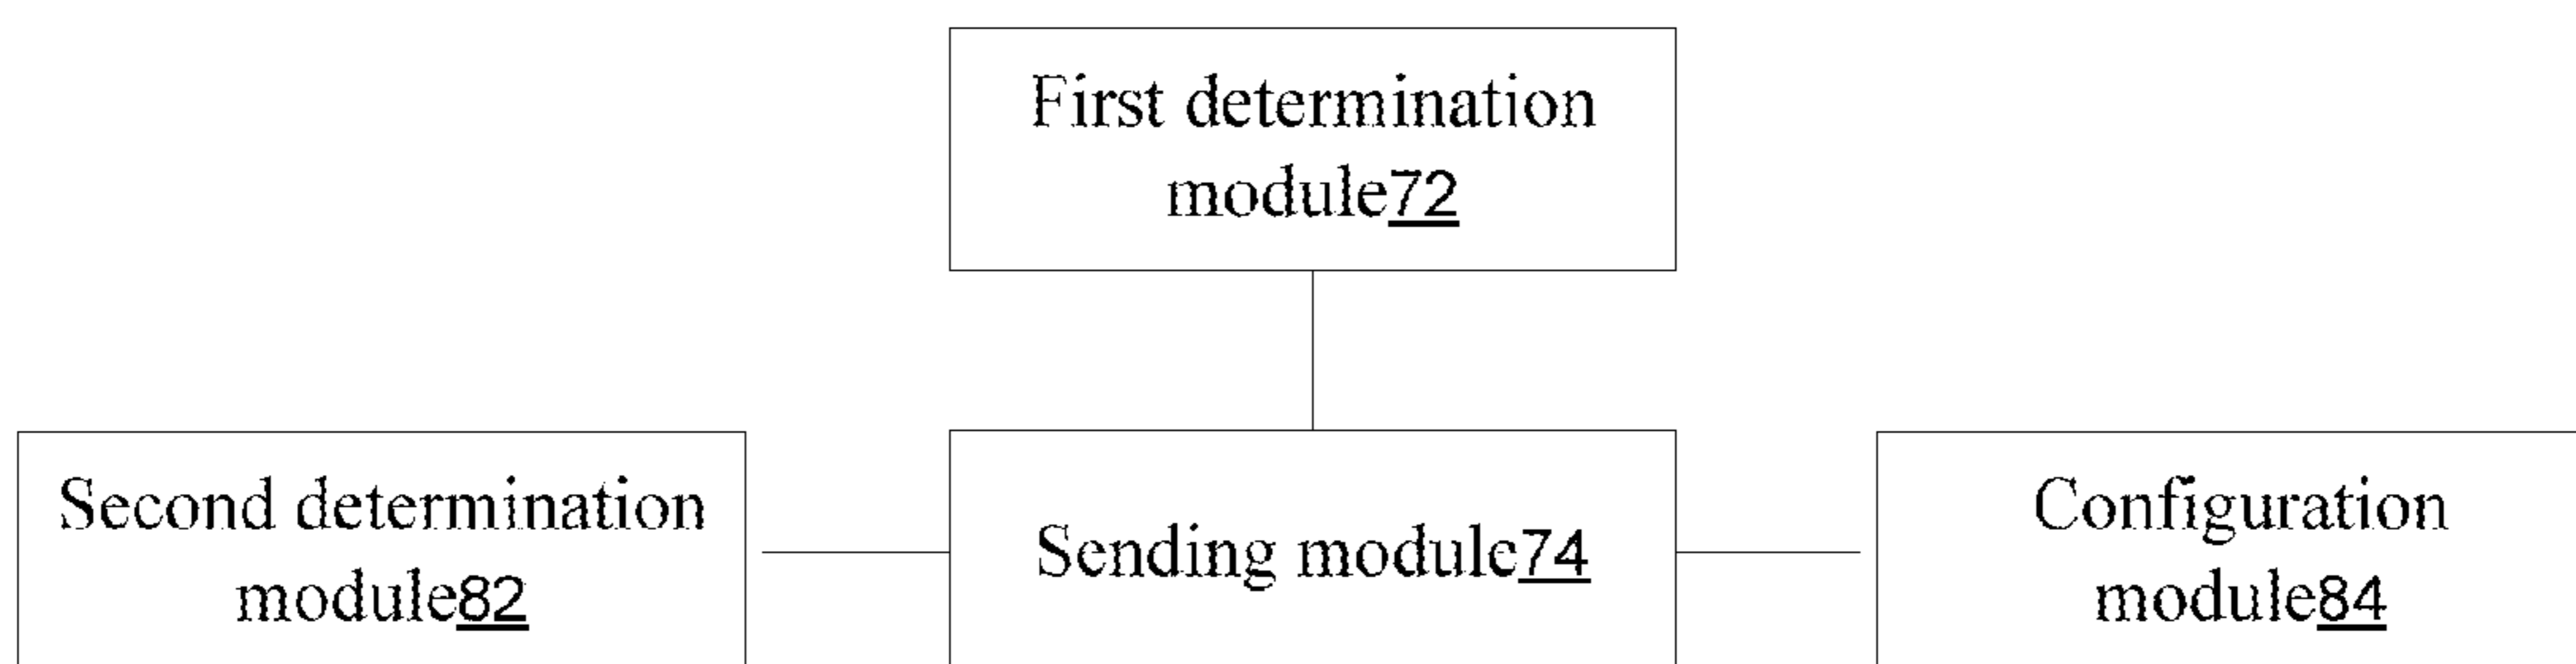 First determination
module72
Second determination
module82
Sending module74
Configuration
module84